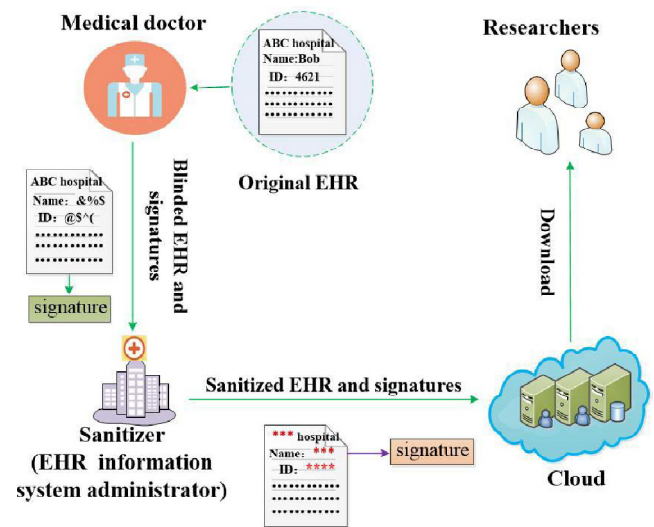 Medical doctor
ABC hospital
Name:Bob
ID: 4621
Original EHR
Researchers
ABC hospital
Name: &%$
ID: @$^(
signature
Blinded EHR and
signatures
Download
Sanitizer
(EHR information
system administrator)
Sanitized EHR and signatures
*** hospital
Name: ***
ID: ****
signature
Cloud